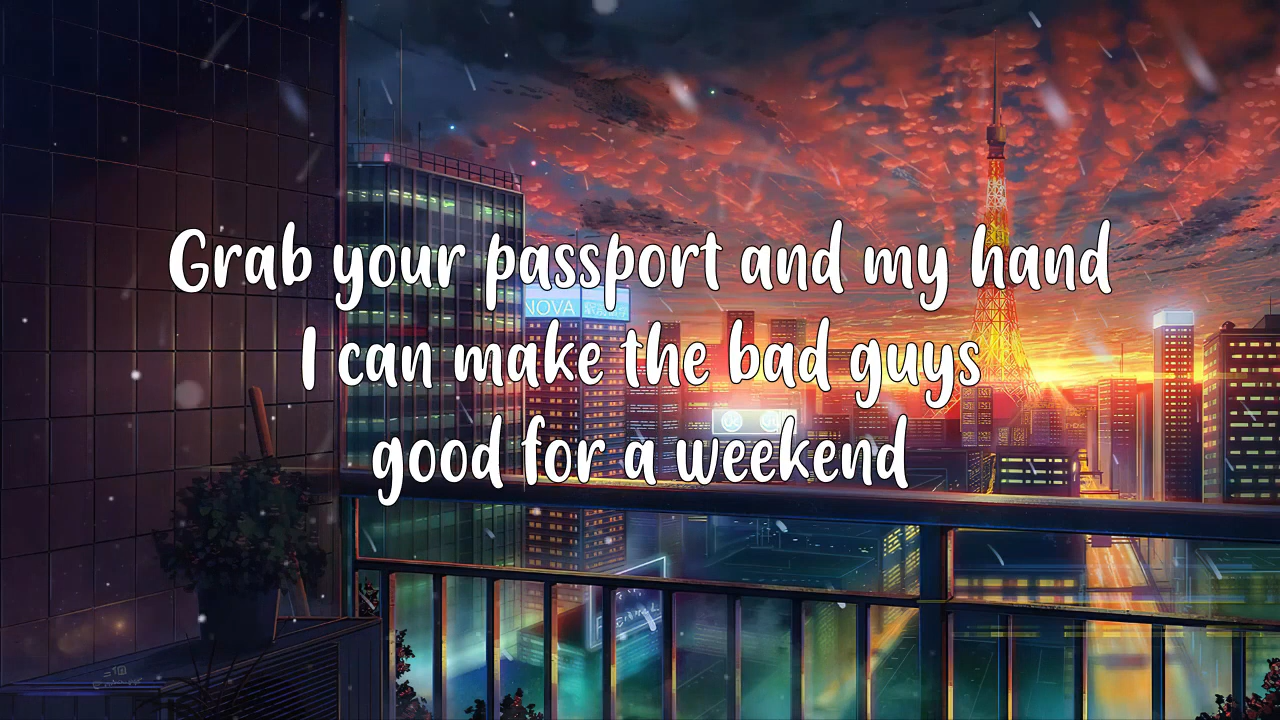 Grab your passport and my hand
NOVA
I can make the bad guys
good for a weekend